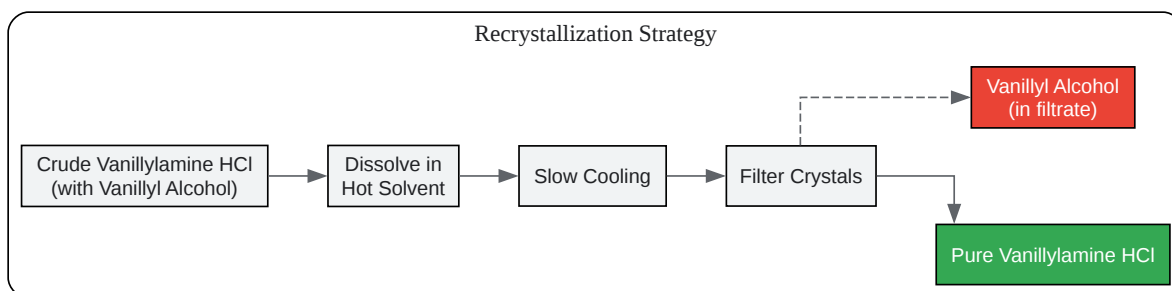 Recrystallization Strategy
Crude Vanillylamine HCl
(with Vanillyl Alcohol)
Dissolve in
Hot Solvent
Slow Cooling
Filter Crystals
Vanillyl Alcohol
(in filtrate)
Pure Vanillylamine HCl